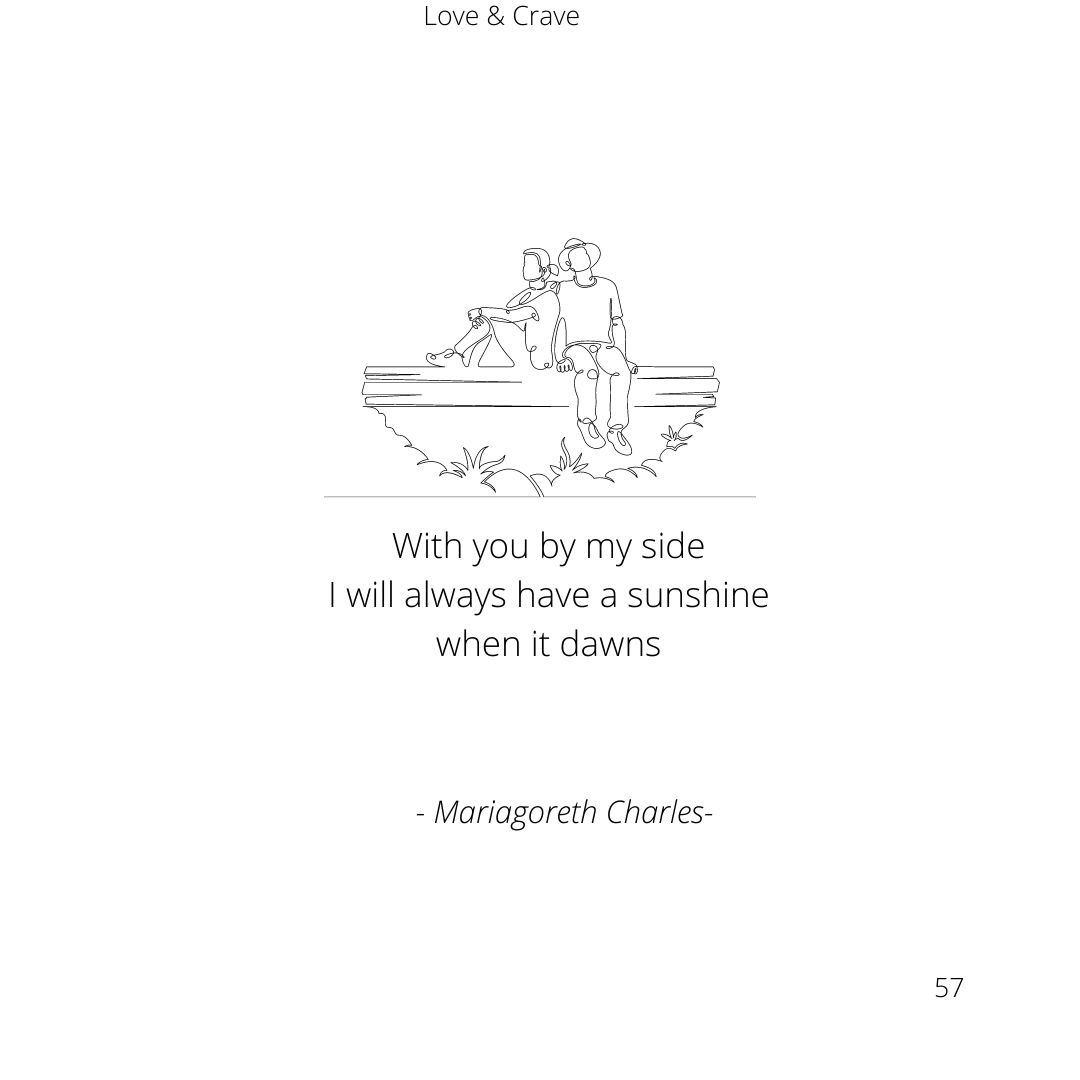 Love & Crave
With you by my side
I will always have a sunshine
when it dawns
- Mariagoreth Charles-
57